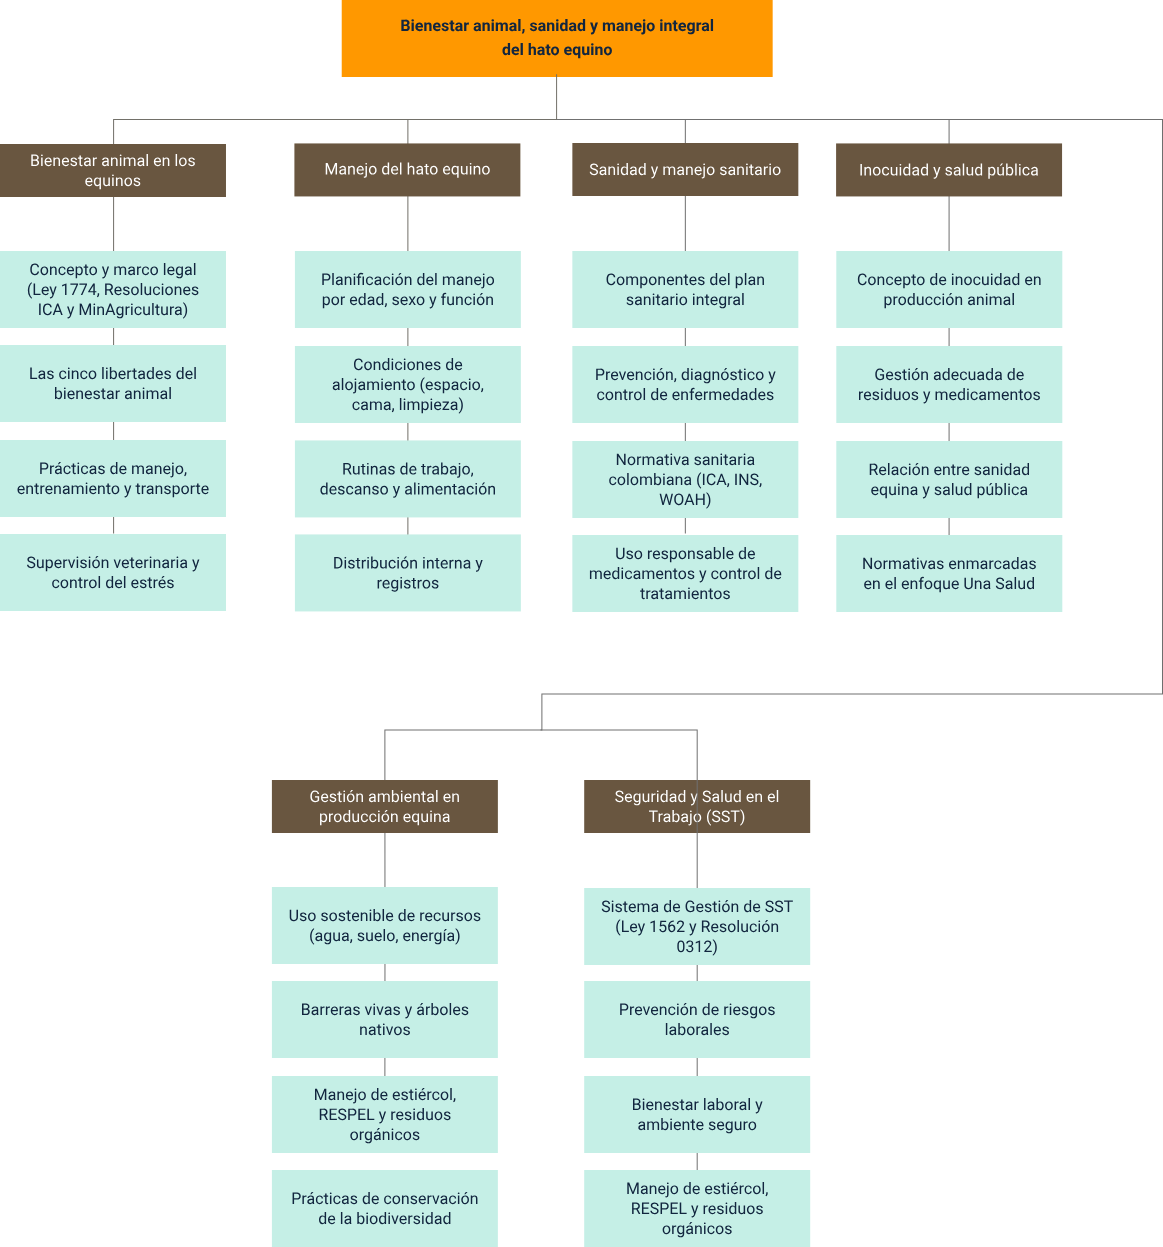 Bienestar animal, sanidad y manejo integral
del hato equino
Bienestar animal en los
equinos
Concepto y marco legal
(Ley 1774, Resoluciones
ICA y MinAgricultura)
Las cinco libertades del
bienestar animal
Prácticas de manejo,
entrenamiento y transporte
Supervisión veterinaria y
control del estrés
Manejo del hato equino
Planificación del manejo
por edad, sexo y función
Condiciones de
alojamiento (espacio,
cama, limpieza)
Rutinas de trabajo,
descanso y alimentación
Distribución interna y
registros
Sanidad y manejo sanitario
Componentes del plan
sanitario integral
Prevención, diagnóstico y
control de enfermedades
Normativa sanitaria
colombiana (ICA, INS,
WOAH)
Uso responsable de
medicamentos y control de
tratamientos
Inocuidad y salud pública
Concepto de inocuidad en
producción animal
Gestión adecuada de
residuos y medicamentos
Relación entre sanidad
equina y salud pública
Normativas enmarcadas
en el enfoque Una Salud
Gestión ambiental en
producción equina
Uso sostenible de recursos
(agua, suelo, energía)
Barreras vivas y árboles
nativos
Manejo de estiércol,
RESPEL y residuos
orgánicos
Prácticas de conservación
de la biodiversidad
Seguridad y Salud en el
Trabajo (SST)
Sistema de Gestión de SST
(Ley 1562 y Resolución
0312)
Prevención de riesgos
laborales
Bienestar laboral y
ambiente seguro
Manejo de estiércol,
RESPEL y residuos
orgánicos